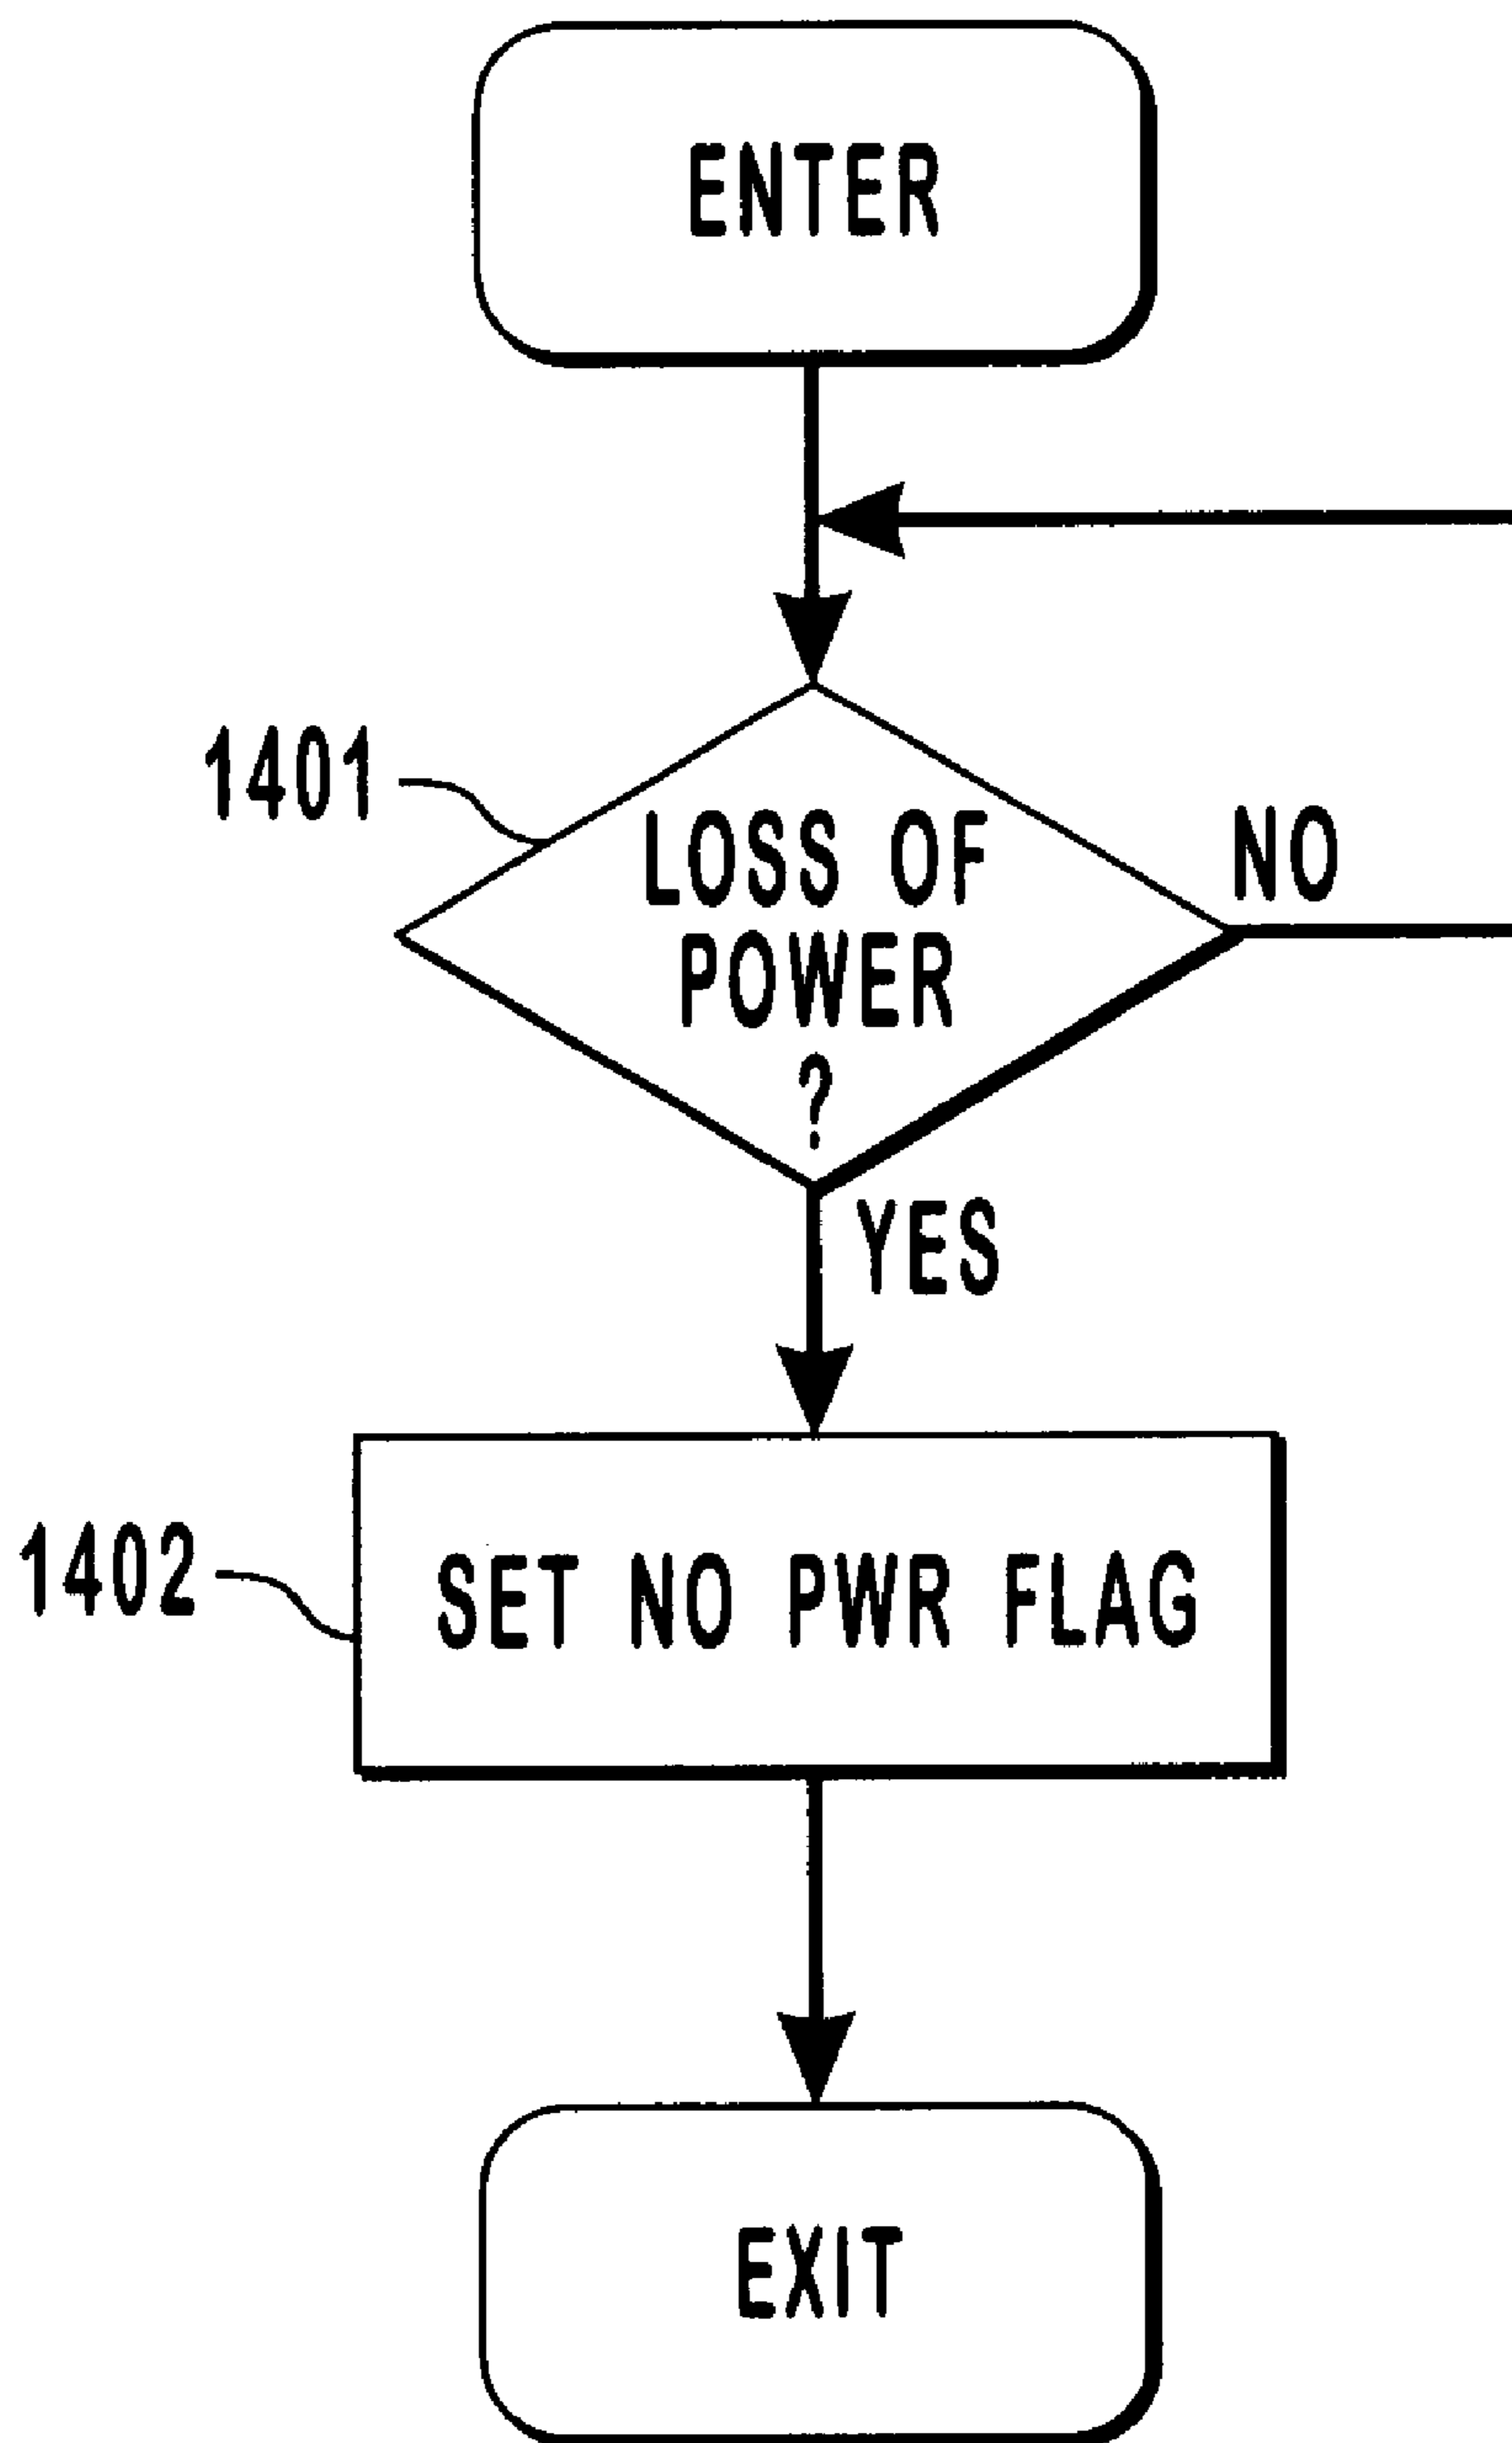 ENTER
1401
LOSS OF
POWER
?
NO
YES
1402
SET NO PWR FLAG
EXIT